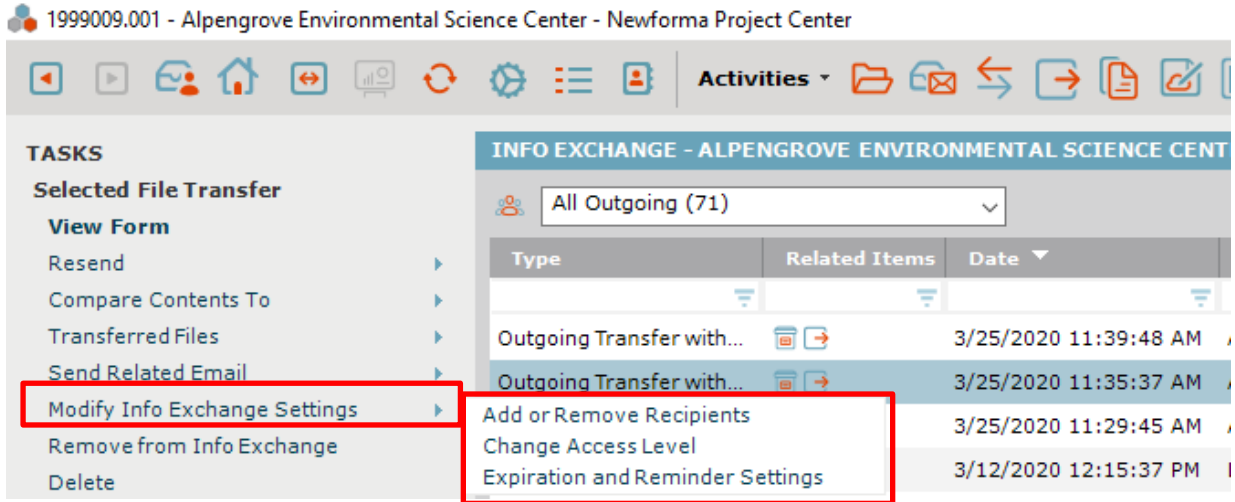 1999009.001 - Alpengrove Environmental Science Center - Newforma Project Center
Activities
TASKS
Selected File Transfer
View Form
Resend
Compare Contents To
Transferred Files
Send Related Email
Modify Info Exchange Settings
Remove from Info Exchange
Delete
INFO EXCHANGE - ALPENGROVE ENVIRONMENTAL SCIENCE CENT
All Outgoing (71)
Type Related Items Date
Outgoing Transfer with... 3/25/2020 11:39:48 AM
Outgoing Transfer with... 3/25/2020 11:35:37 AM
3/25/2020 11:29:45 AM
3/12/2020 12:15:37 PM
Add or Remove Recipients
Change Access Level
Expiration and Reminder Settings